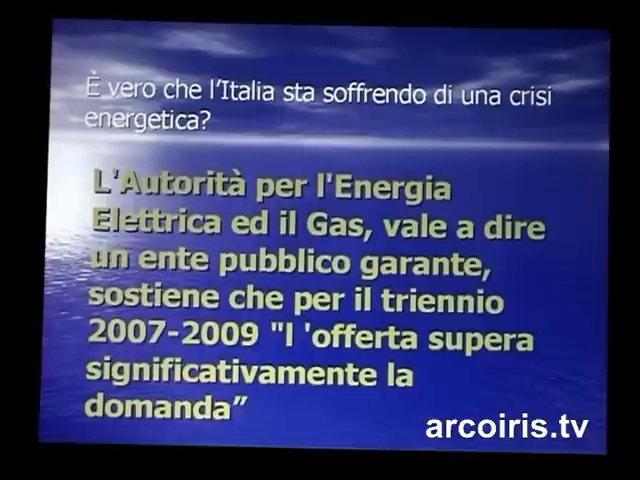 È vero che l'Italia sta soffrendo di una crisi
energetica?
L'Autorità per l'Energia
Elettrica ed il Gas, vale a dire
un ente pubblico garante,
sostiene che per il triennio
2007-2009 "l 'offerta supera
significativamente la
domanda”
arcoiris.tv